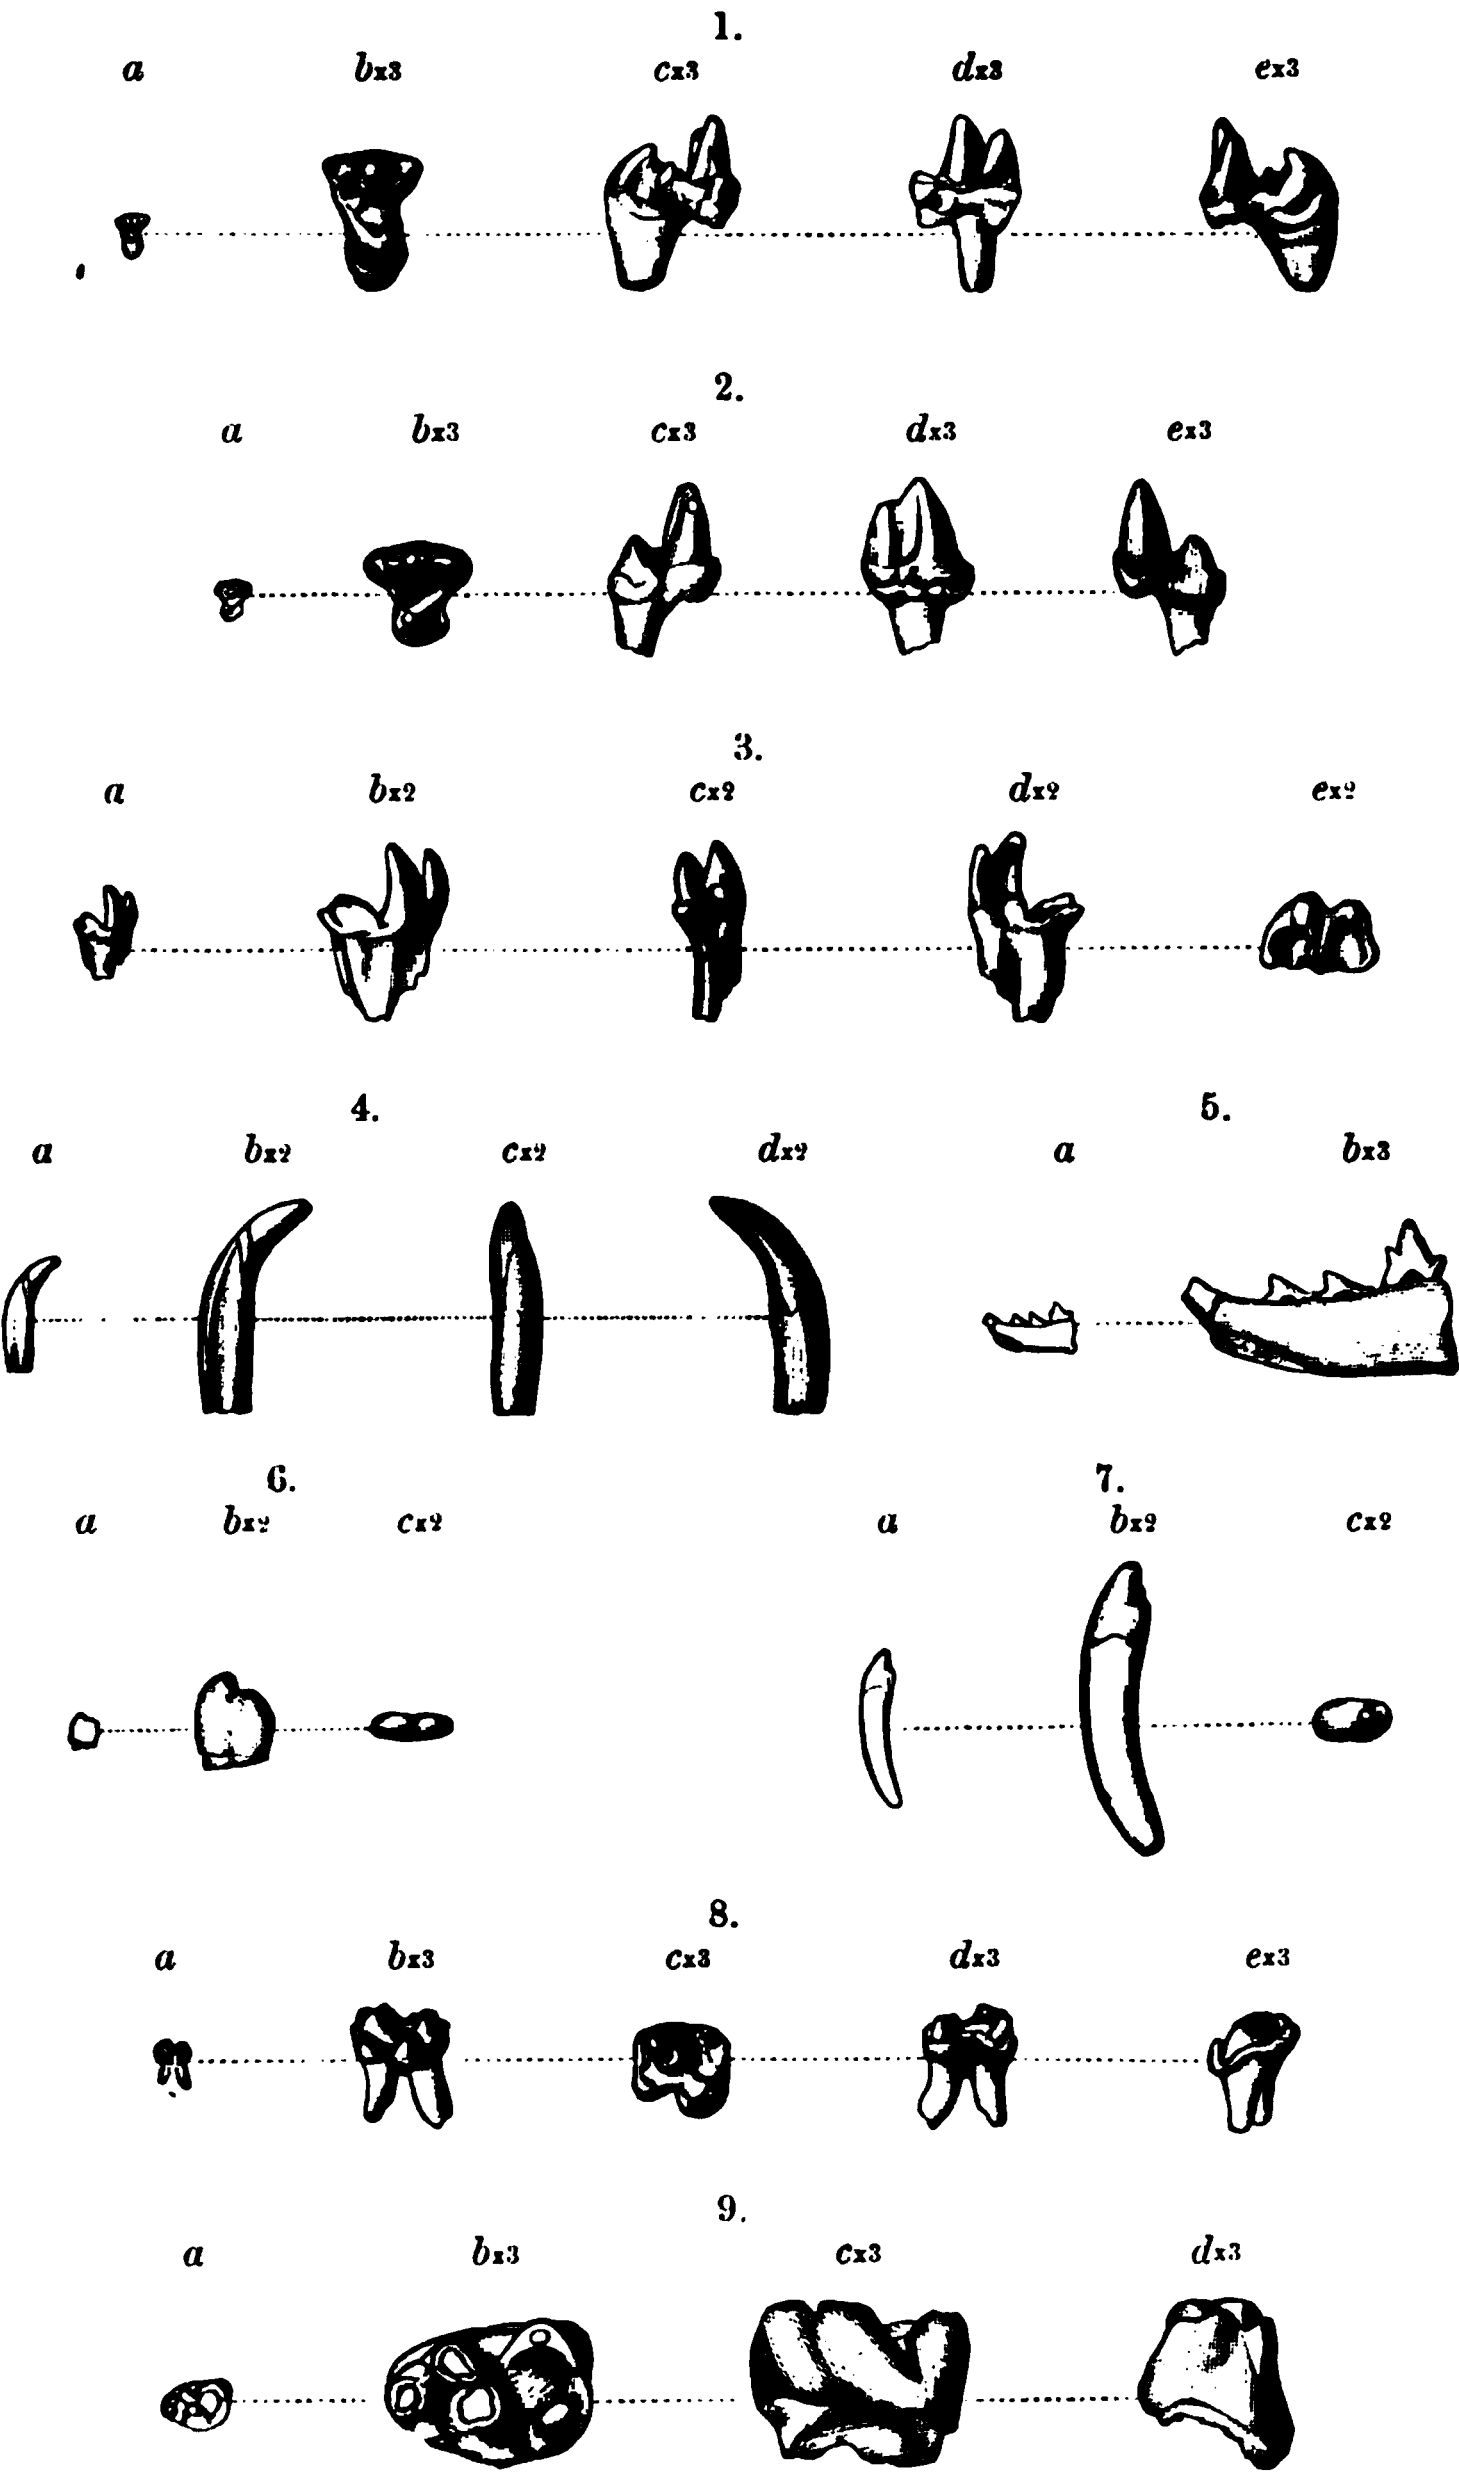 1.
a bx3 cx3 dx3 ex3
2.
a bx3 cx3 dx3 ex3
3.
a bx2 cx2 dx2 ex2
4. 5.
a bx2 cx2 dx2 a bx3
6. 7.
a bx2 cx2 a bx2 cx2
8.
a bx3 cx3 dx3 ex3
9.
a bx3 cx3 dx3